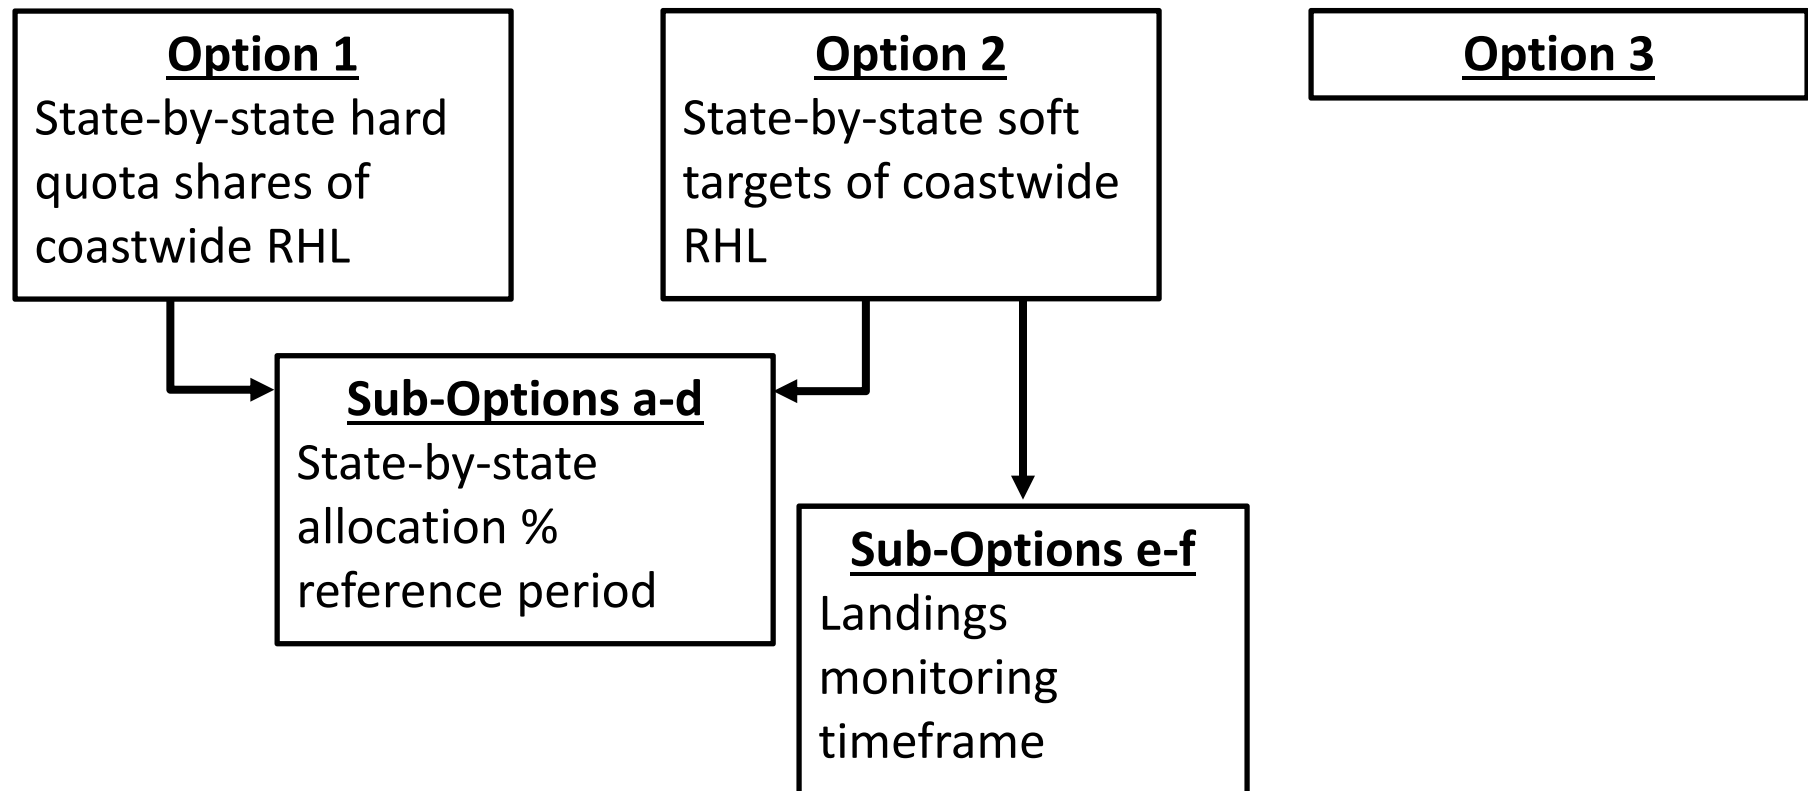 Option 1
State-by-state hard
quota shares of
coastwide RHL
Option 2
State-by-state soft
targets of coastwide
RHL
Option 3
Sub-Options a-d
State-by-state
allocation %
reference period
Sub-Options e-f
Landings
monitoring
timeframe